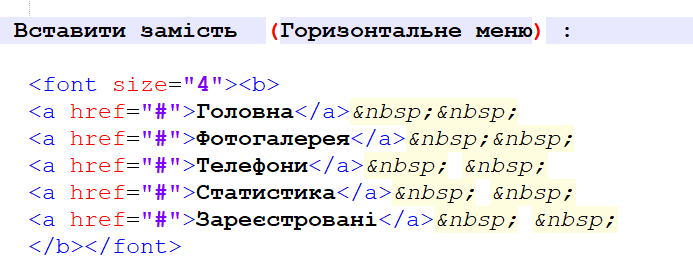 Вставити замість (Горизонтальне меню) :
<font size="4"><b>
<a href="#">Головна</a>&nbsp;&nbsp;
<a href="#">Фотогалерея</a>&nbsp;&nbsp;
<a href="#">Телефони</a>&nbsp; &nbsp;
<a href="#">Статистика</a>&nbsp; &nbsp;
<a href="#">Зареєстровані</a>&nbsp; &nbsp;
</b></font>